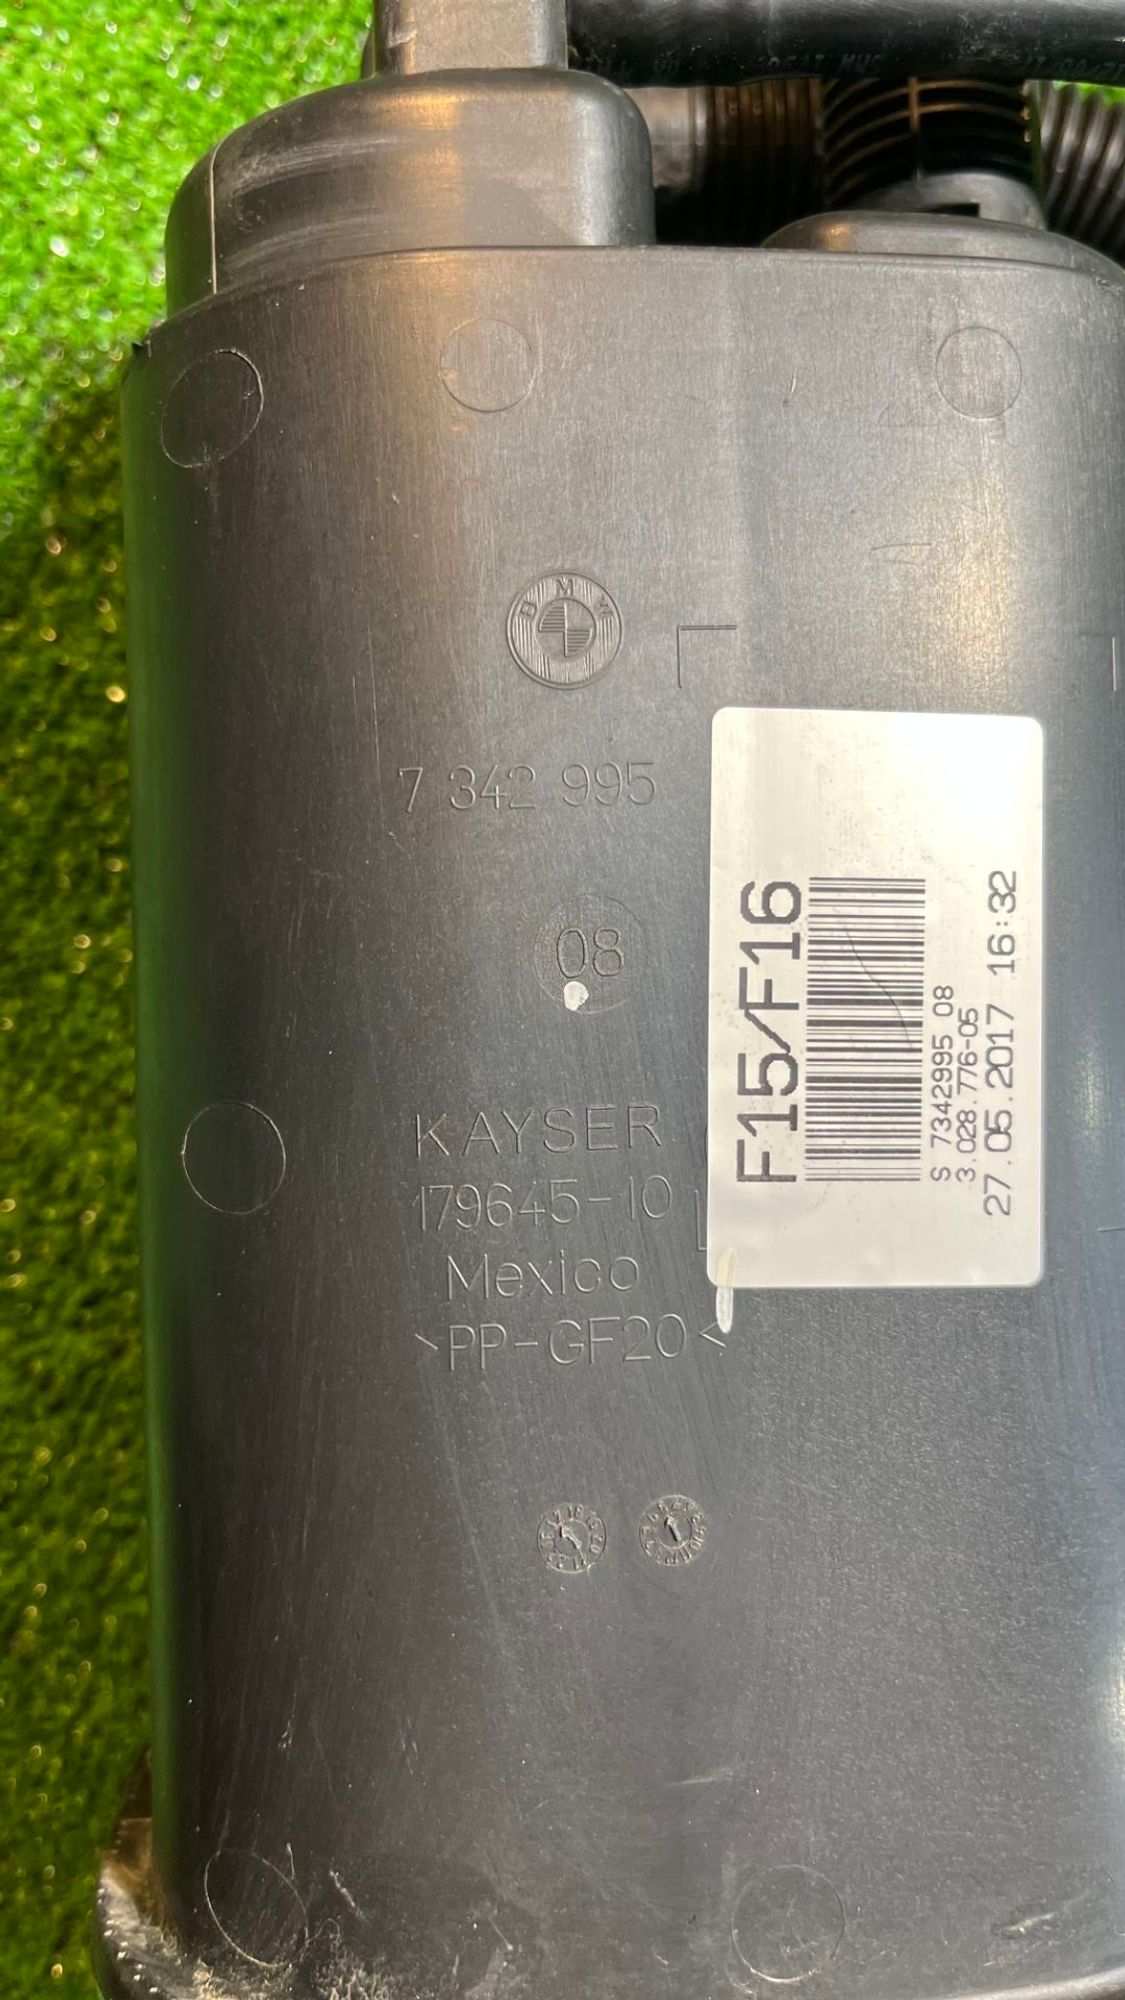 BMW
7 342 995
08
KAYSER
179645-10
Mexico
>PP-GF20<
F15/F16
S 7342995 08
3.028.776-05
27.05.2017 16:32